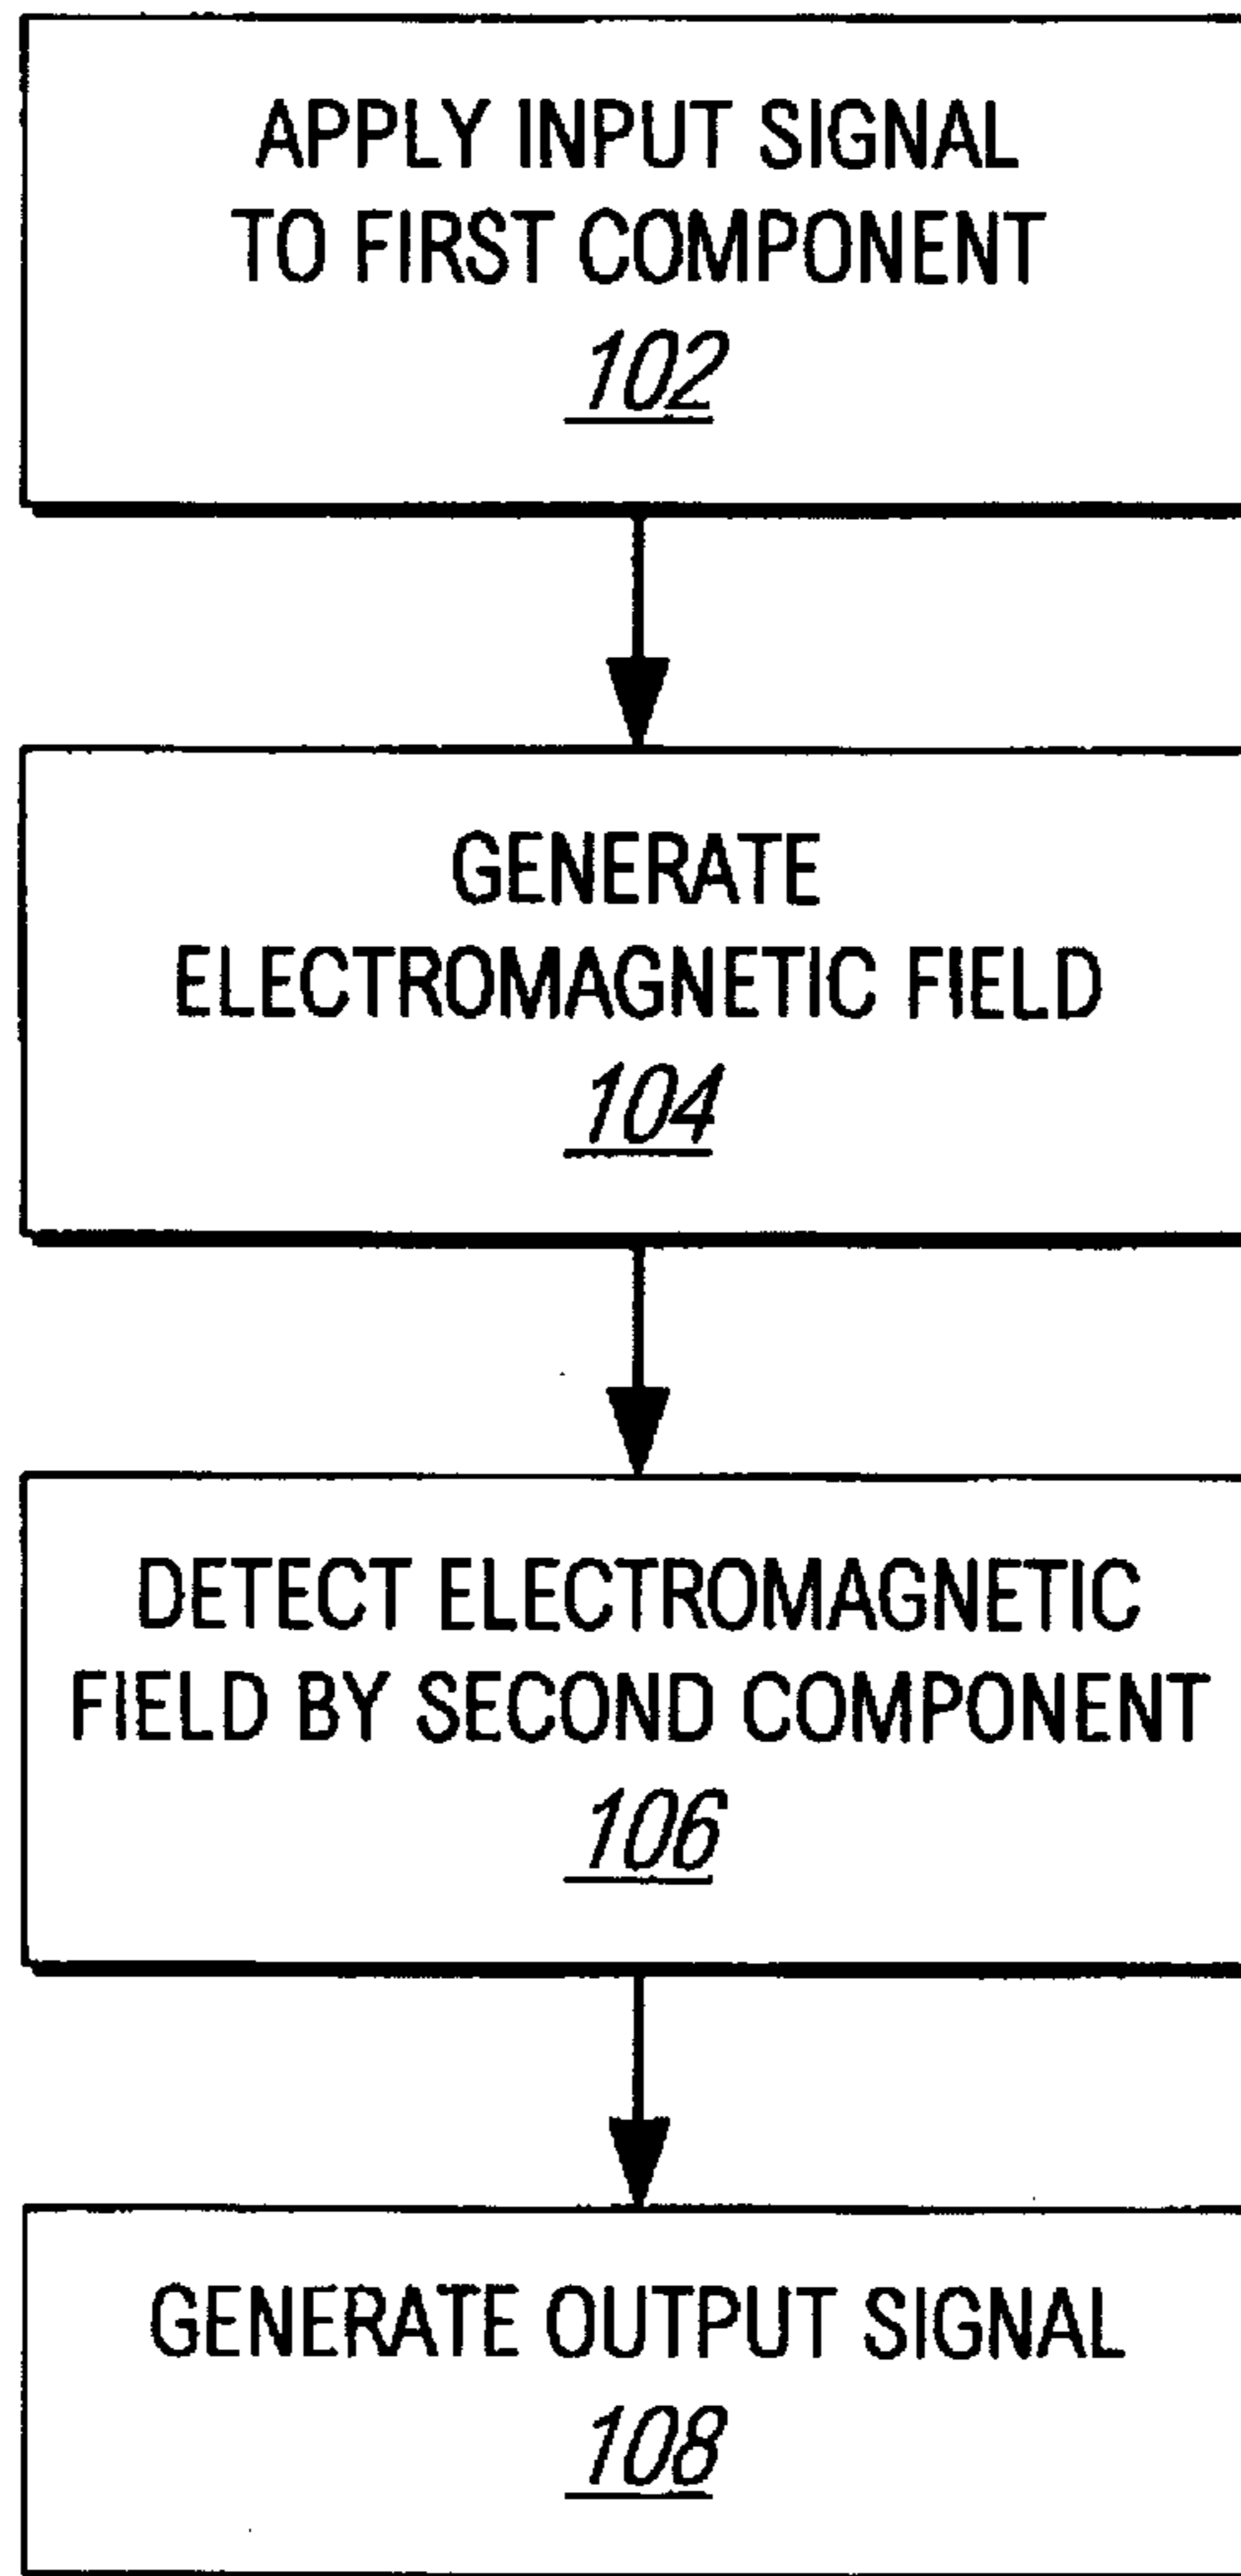 APPLY INPUT SIGNAL
TO FIRST COMPONENT
102
GENERATE
ELECTROMAGNETIC FIELD
104
DETECT ELECTROMAGNETIC
FIELD BY SECOND COMPONENT
106
GENERATE OUTPUT SIGNAL
108